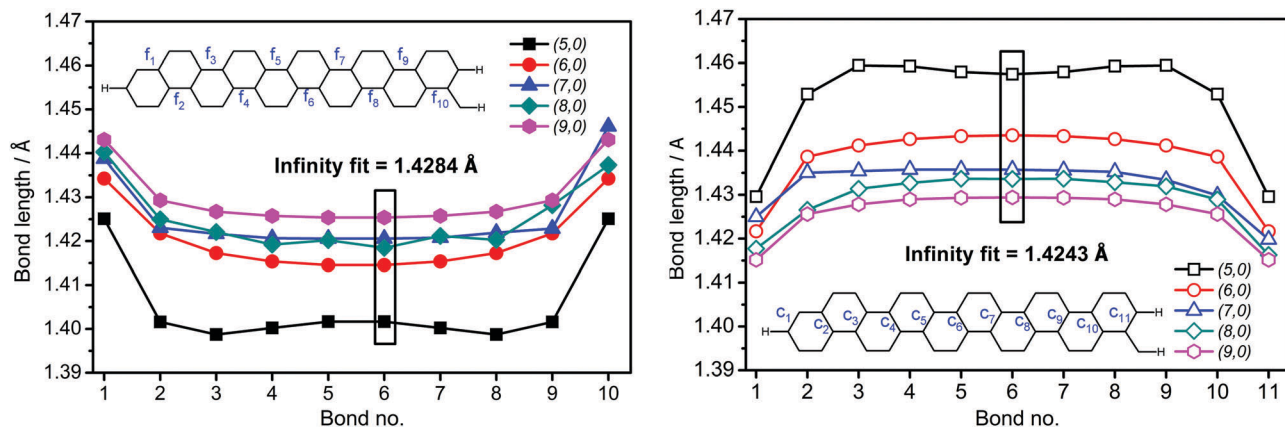 1.47
1.46
1.45
1.44
1.43
1.42
1.41
1.40
1.39
Bond length / Å
f1 f3 f5 f7 f9
H H
f2 f4 f6 f8 f10
H
(5,0)
(6,0)
(7,0)
(8,0)
(9,0)
Infinity fit = 1.4284 Å
1 2 3 4 5 6 7 8 9 10
Bond no.
1.47
1.46
1.45
1.44
1.43
1.42
1.41
1.40
1.39
1.38
Bond length / A
Infinity fit = 1.4243 Å
(5,0)
(6,0)
(7,0)
(8,0)
(9,0)
C1 C3 C5 C7 C9 C11 H
H C2 C4 C6 C8 C10
H
1 2 3 4 5 6 7 8 9 10 11
Bond no.